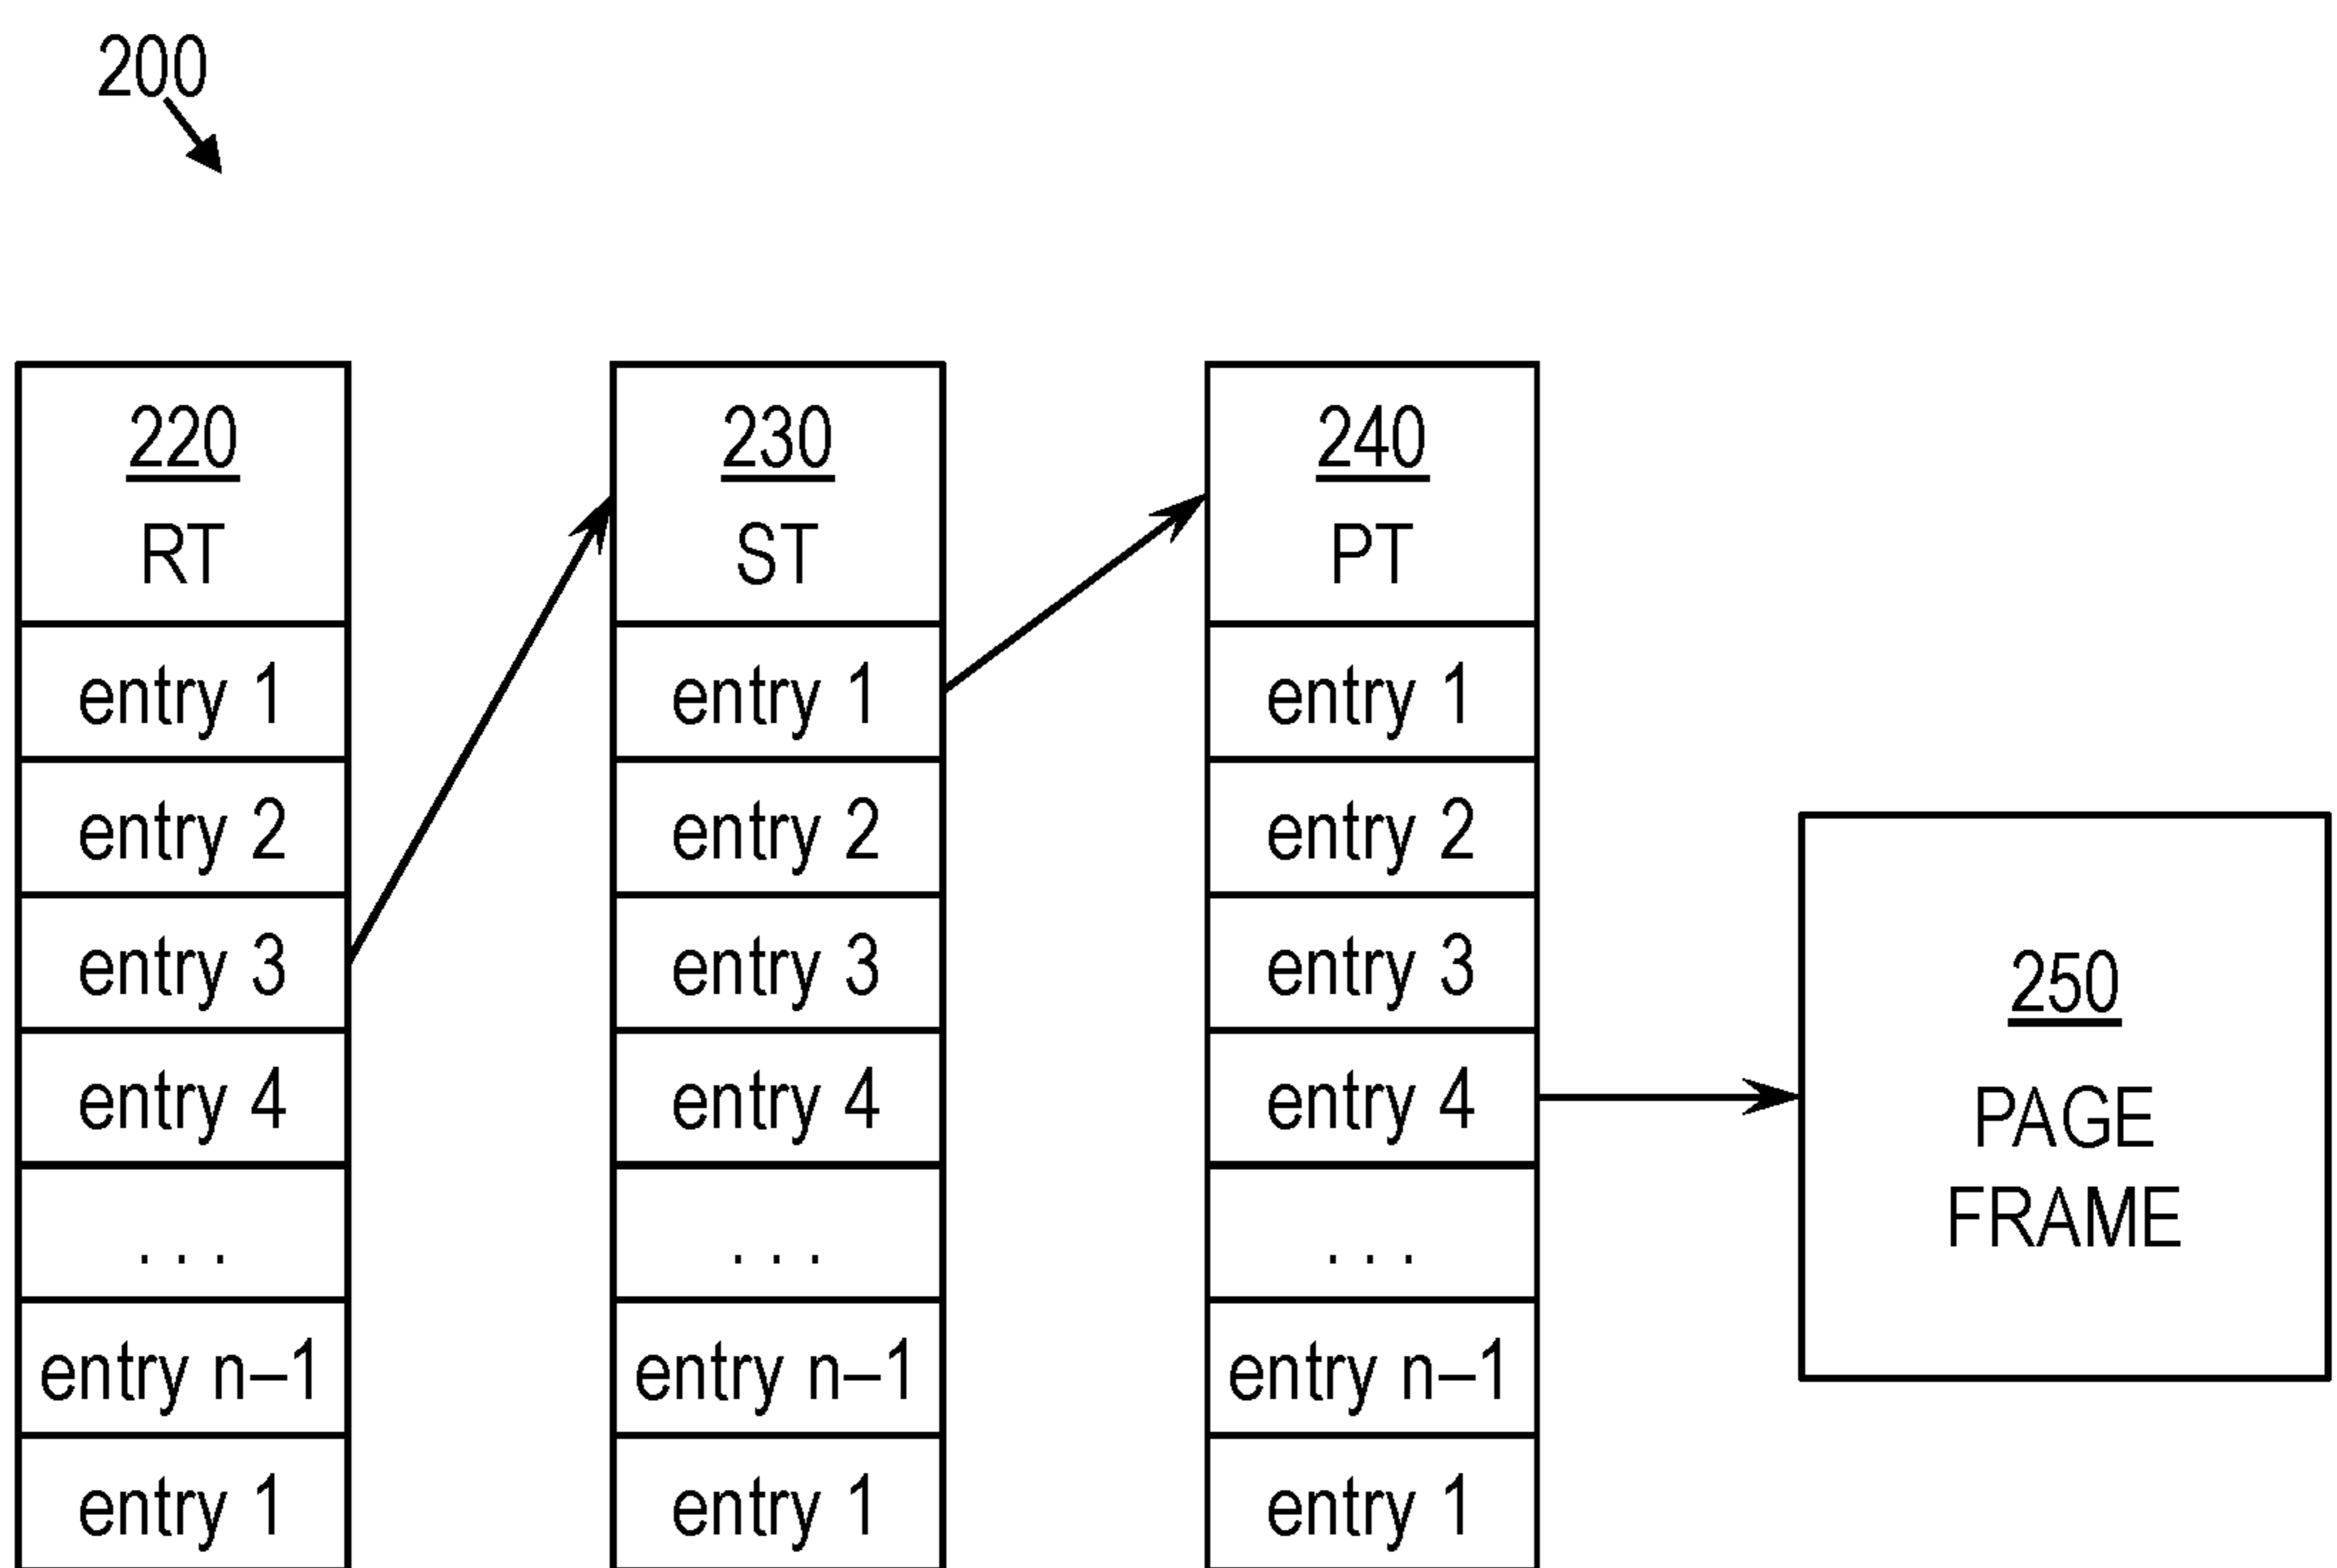 200
220
RT
entry 1
entry 2
entry 3
entry 4
. . .
entry n–1
entry 1
230
ST
entry 1
entry 2
entry 3
entry 4
. . .
entry n–1
entry 1
240
PT
entry 1
entry 2
entry 3
entry 4
. . .
entry n–1
entry 1
250
PAGE
FRAME